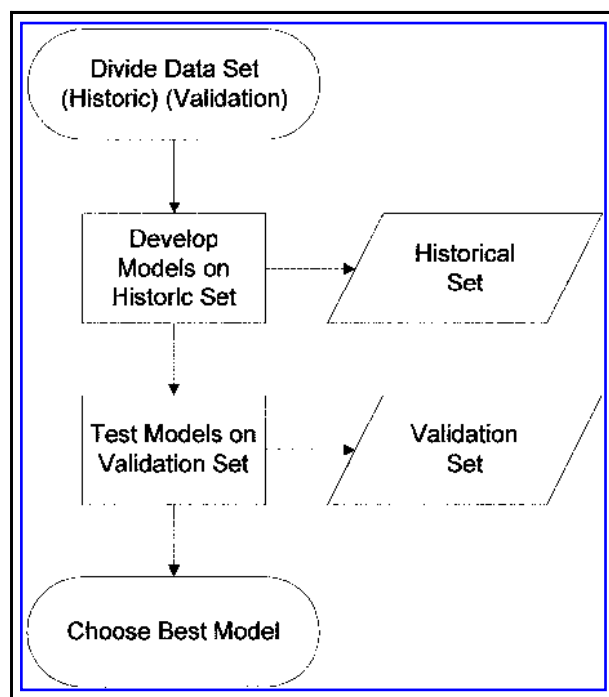 Divide Data Set
(Historic) (Validation)
Develop
Models on
Historic Set
Historical
Set
Test Models on
Validation Set
Validation
Set
Choose Best Model